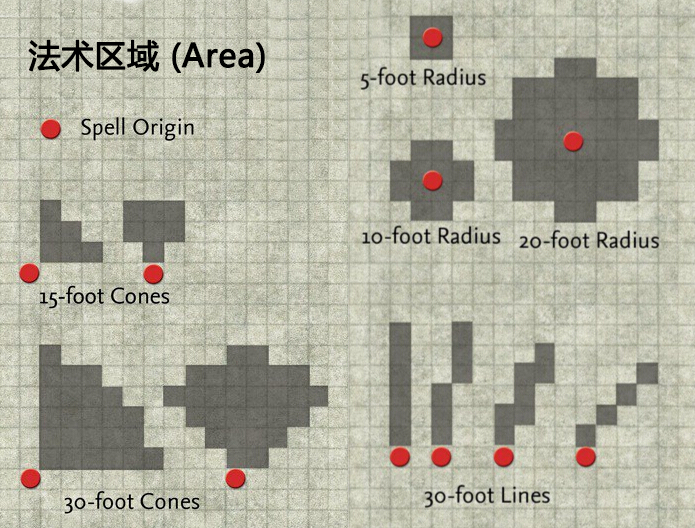 法术区域 (Area)
Spell Origin
15-foot Cones
30-foot Cones
5-foot Radius
10-foot Radius
20-foot Radius
30-foot Lines